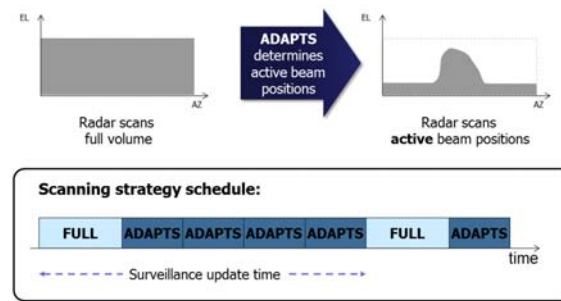 EL
AZ
Radar scans
full volume
ADAPTS
determines
active beam
positions
EL
AZ
Radar scans
active beam positions
Scanning strategy schedule:
FULL ADAPTS ADAPTS ADAPTS ADAPTS FULL ADAPTS
time
Surveillance update time